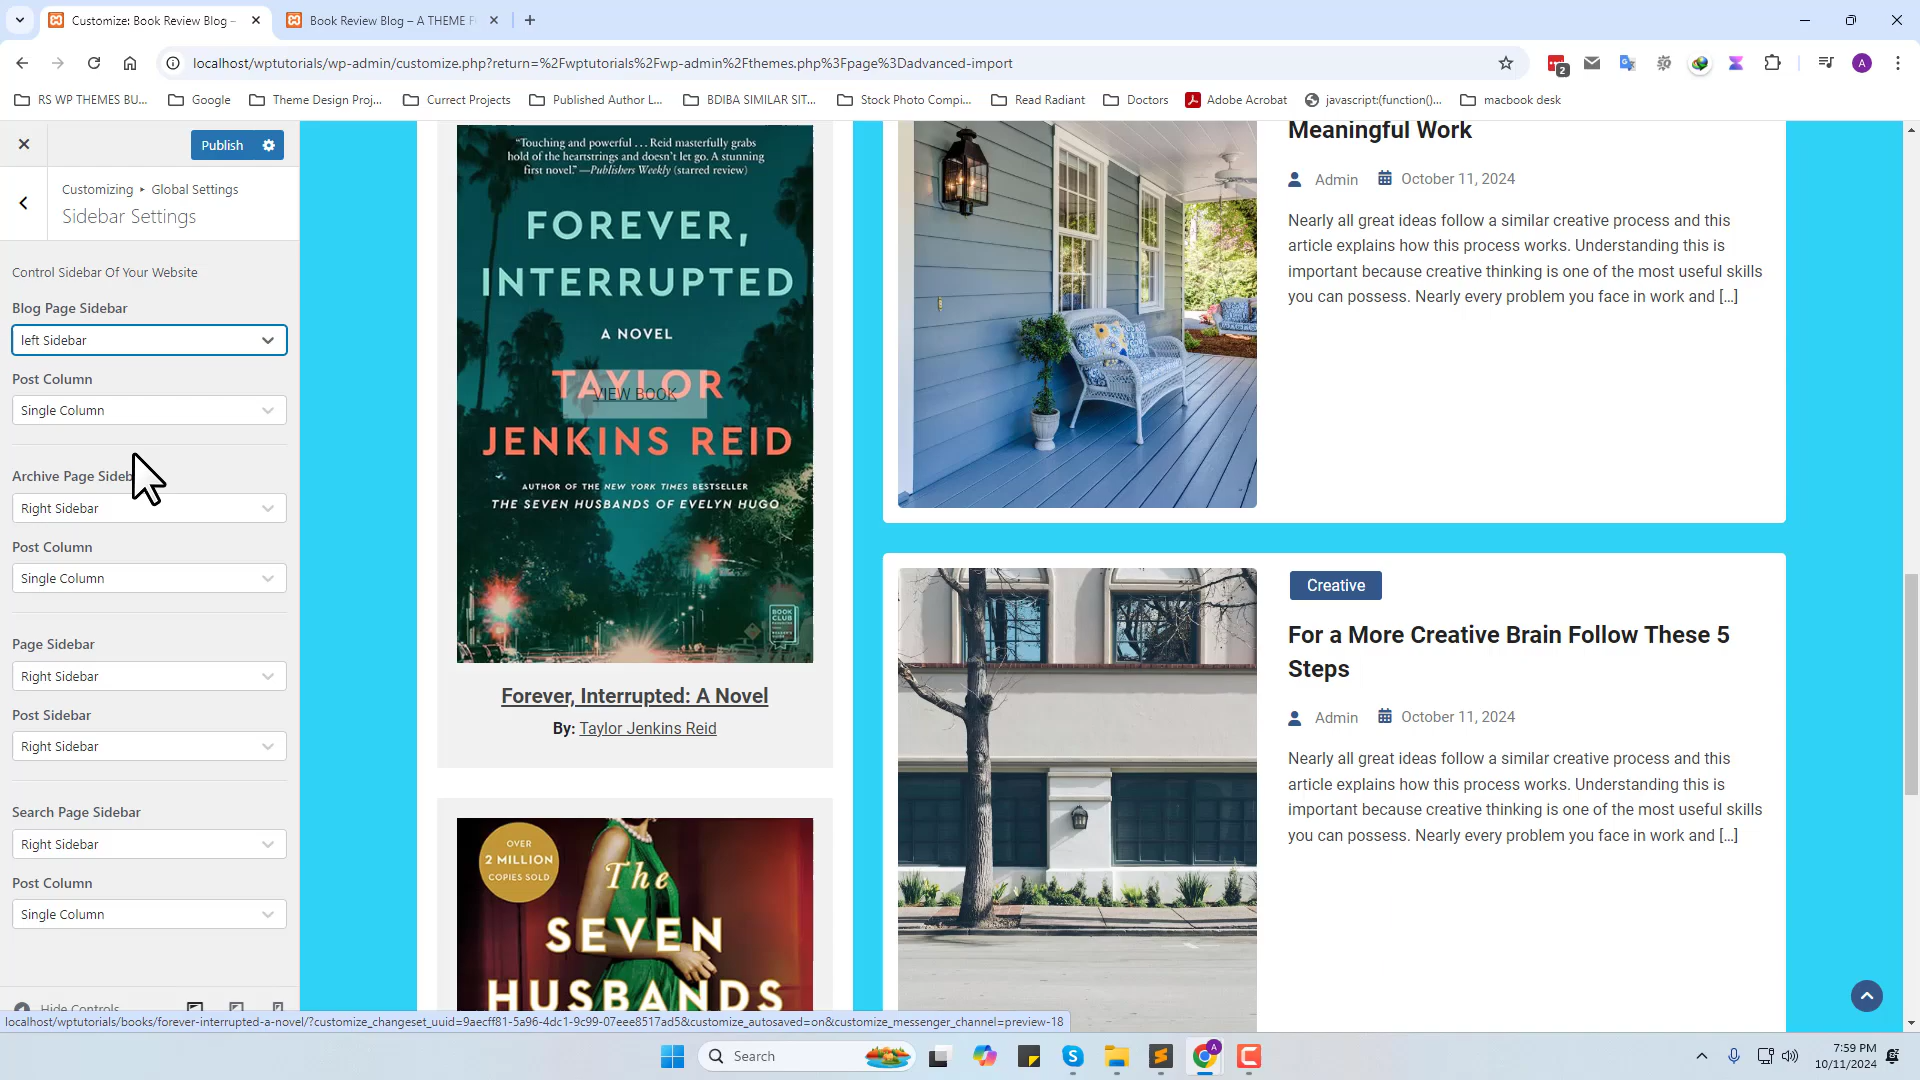 Customize: Book Review Blog –
Book Review Blog – A THEME F
localhost/wptutorials/wp-admin/customize.php?return=%2Fwptutorials%2Fwp-admin%2Fthemes.php%3Fpage%3Dadvanced-import
2
A
RS WP THEMES BU...
Google
Theme Design Proj...
Currect Projects
Published Author L...
BDIBA SIMILAR SIT...
Stock Photo Compi...
Read Radiant
Doctors
Adobe Acrobat
javascript:(function()...
macbook desk
Publish
Customizing ▸ Global Settings
Sidebar Settings
Control Sidebar Of Your Website
Blog Page Sidebar
left Sidebar
Post Column
Single Column
Archive Page Sideb
Right Sidebar
Post Column
Single Column
Page Sidebar
Right Sidebar
Post Sidebar
Right Sidebar
Search Page Sidebar
Right Sidebar
Post Column
Single Column
Hide Controls
"Touching and powerful . . . Reid masterfully grabs
hold of the heartstrings and doesn't let go. A stunning
first novel." —Publishers Weekly (starred review)
FOREVER,
INTERRUPTED
A NOVEL
TAYLOR
VIEW BOOK
JENKINS REID
AUTHOR OF THE NEW YORK TIMES BESTSELLER
THE SEVEN HUSBANDS OF EVELYN HUGO
BOOK
CLUB
Forever, Interrupted: A Novel
By: Taylor Jenkins Reid
OVER
2 MILLION
COPIES SOLD
The
SEVEN
HUSBANDS
Meaningful Work
Admin October 11, 2024
Nearly all great ideas follow a similar creative process and this
article explains how this process works. Understanding this is
important because creative thinking is one of the most useful skills
you can possess. Nearly every problem you face in work and [...]
Creative
For a More Creative Brain Follow These 5
Steps
Admin October 11, 2024
Nearly all great ideas follow a similar creative process and this
article explains how this process works. Understanding this is
important because creative thinking is one of the most useful skills
you can possess. Nearly every problem you face in work and [...]
localhost/wptutorials/books/forever-interrupted-a-novel/?customize_changeset_uuid=9aecff81-5a96-4dc1-9c99-07eee8517ad5&customize_autosaved=on&customize_messenger_channel=preview-18
Search
A
7:59 PM
10/11/2024